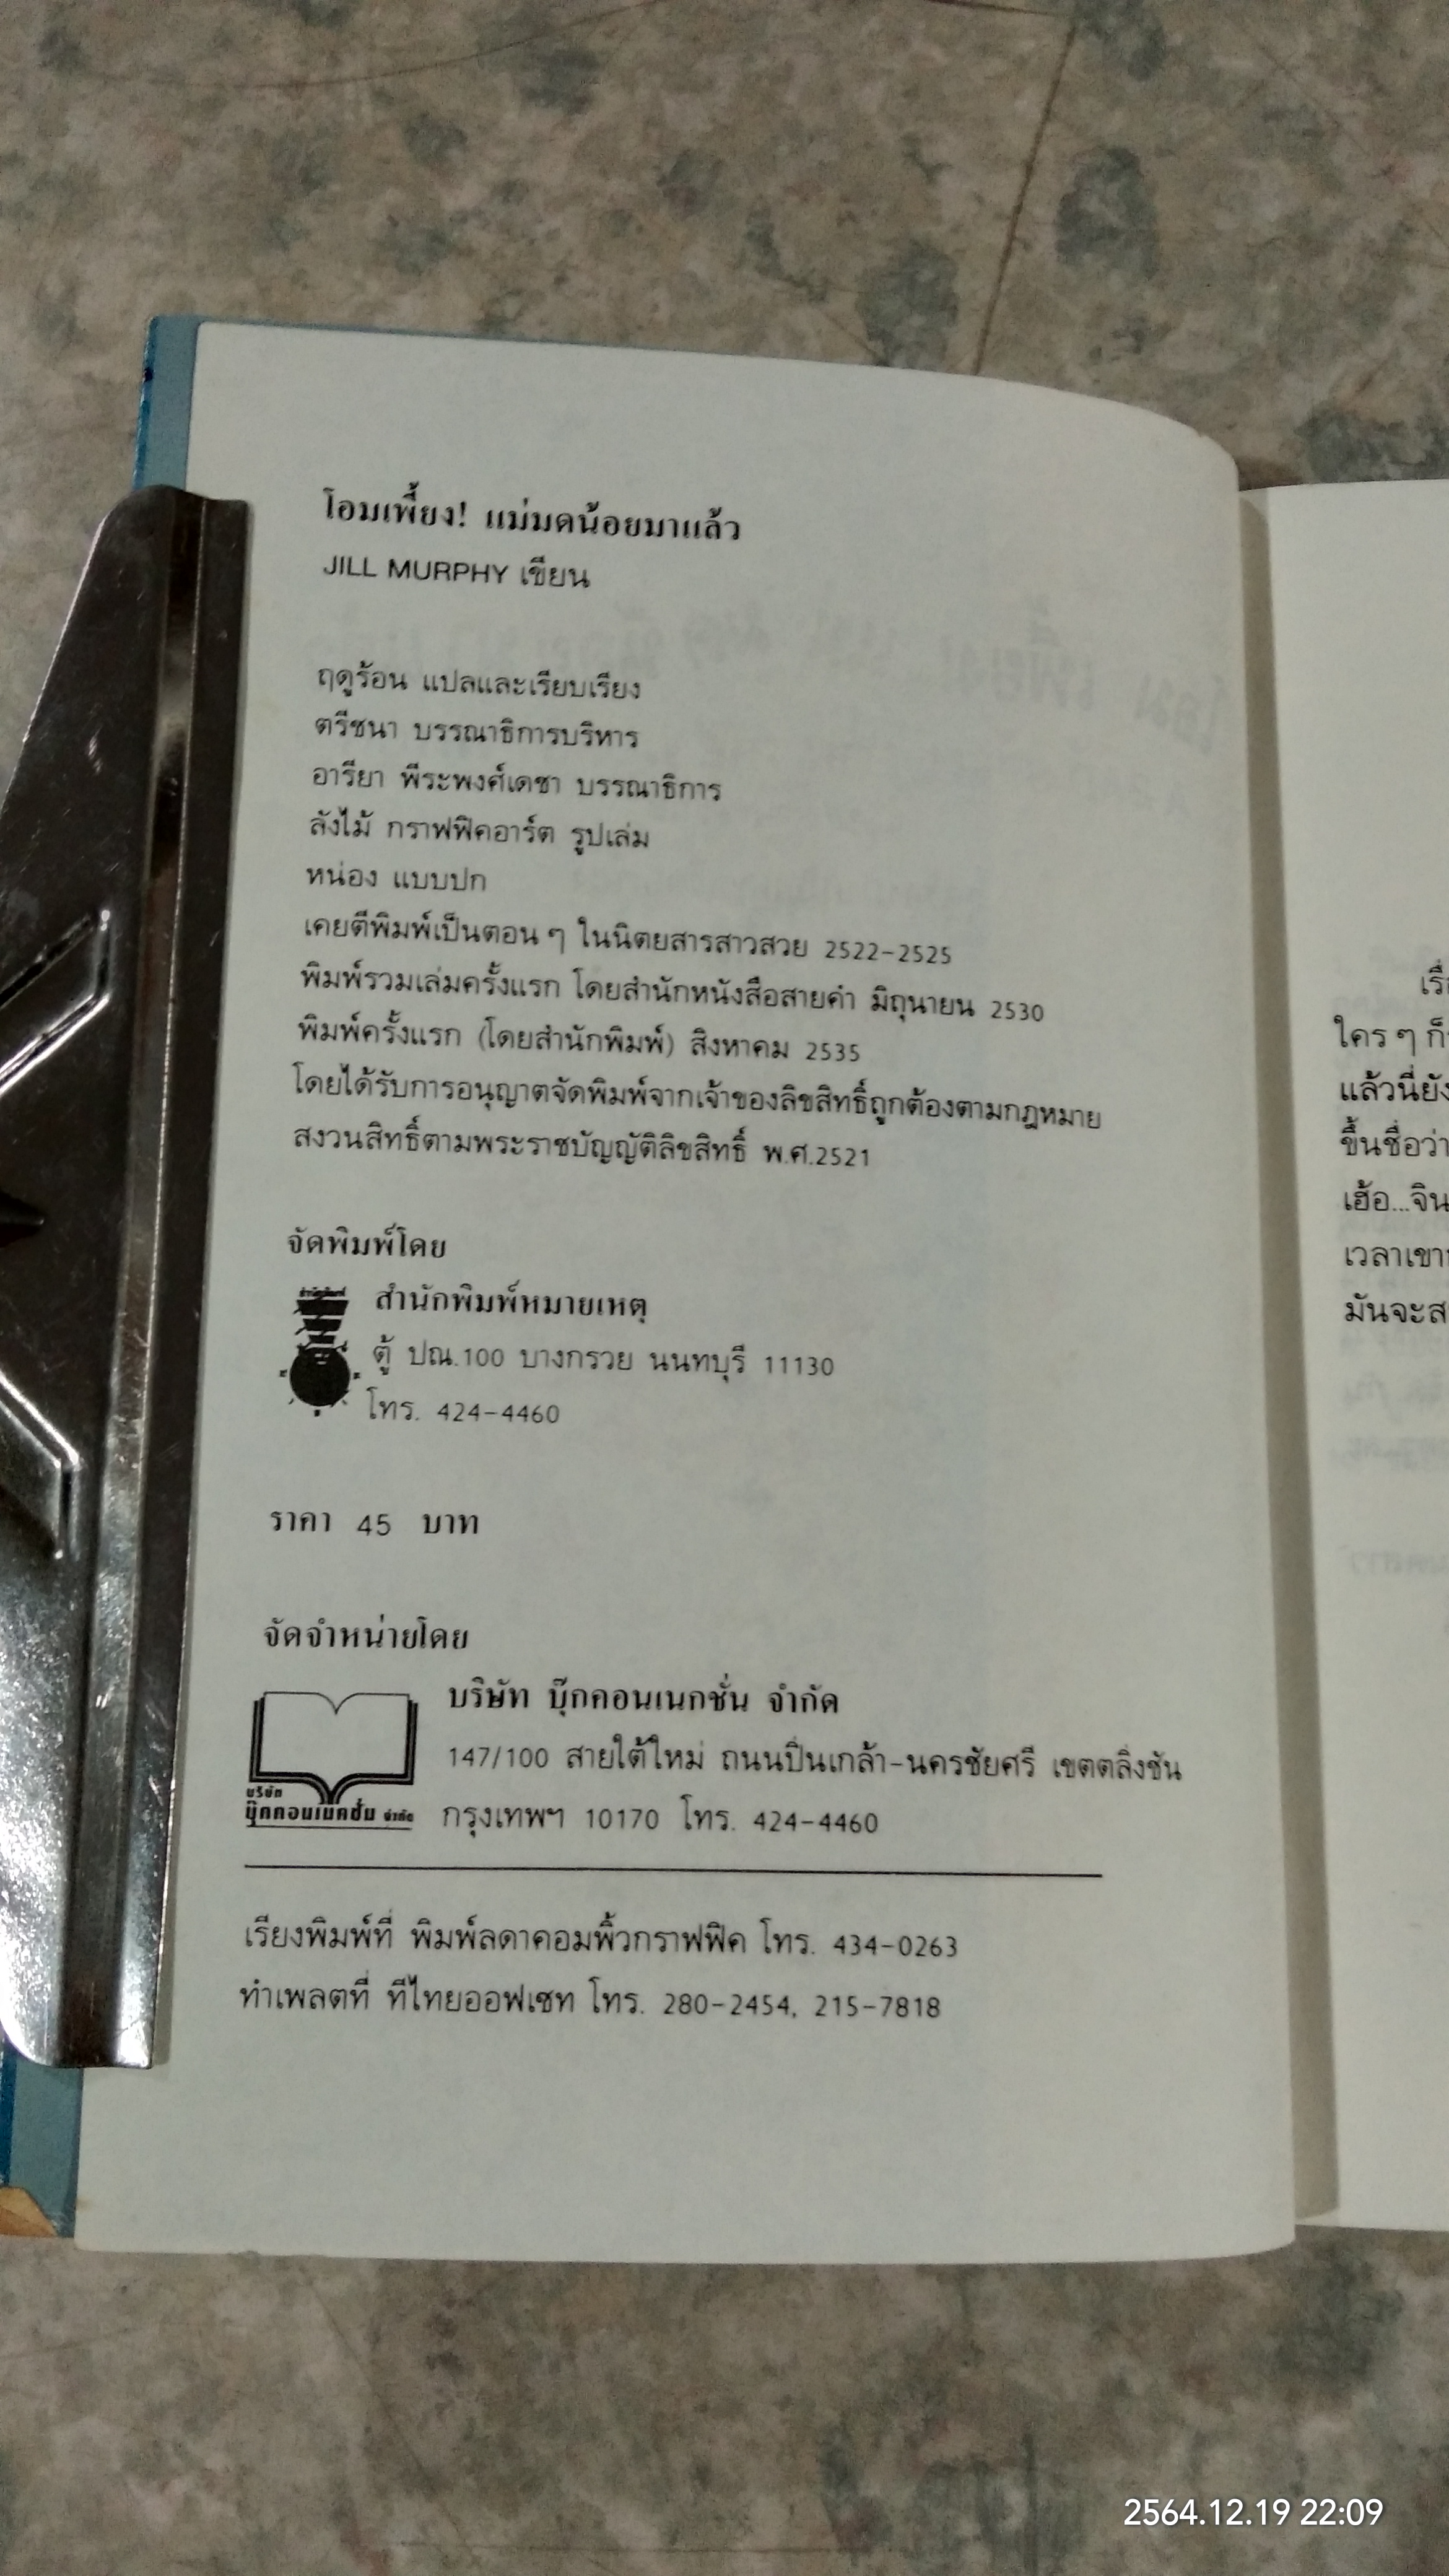 โอมเพี้ยง! แม่มดน้อยมาแล้ว
JILL MURPHY เขียน
ฤดูร้อน แปลและเรียบเรียง
ตรีชนา บรรณาธิการบริหาร
อารียา พีระพงศ์เดชา บรรณาธิการ
ลังไม้ กราฟฟิคอาร์ต รูปเล่ม
หน่อง แบบปก
เคยตีพิมพ์เป็นตอน ๆ ในนิตยสารสาวสวย 2522-2525
พิมพ์รวมเล่มครั้งแรก โดยสำนักหนังสือสายคำ มิถุนายน 2530
พิมพ์ครั้งแรก (โดยสำนักพิมพ์) สิงหาคม 2535
โดยได้รับการอนุญาตจัดพิมพ์จากเจ้าของลิขสิทธิ์ถูกต้องตามกฎหมาย
สงวนสิทธิ์ตามพระราชบัญญัติลิขสิทธิ์ พ.ศ.2521
จัดพิมพ์โดย
สำนักพิมพ์หมายเหตุ
ตู้ ปณ.100 บางกรวย นนทบุรี 11130
โทร. 424-4460
ราคา 45 บาท
จัดจำหน่ายโดย
บริษัท บุ๊กคอนเนกชั่น จำกัด
147/100 สายใต้ใหม่ ถนนปิ่นเกล้า-นครชัยศรี เขตตลิ่งชัน
กรุงเทพฯ 10170 โทร. 424-4460
บริษัท
บุ๊กคอนเนคชั่น จำกัด
เรียงพิมพ์ที่ พิมพ์ลดาคอมพิ้วกราฟฟิค โทร. 434-0263
ทำเพลตที่ ทีไทยออฟเซท โทร. 280-2454, 215-7818
ใคร ๆ ก็
แล้วนี่ยัง
ขึ้นชื่อว่า
เฮ้อ...จิน
เวลาเขา
มันจะส
2564.12.19 22:09